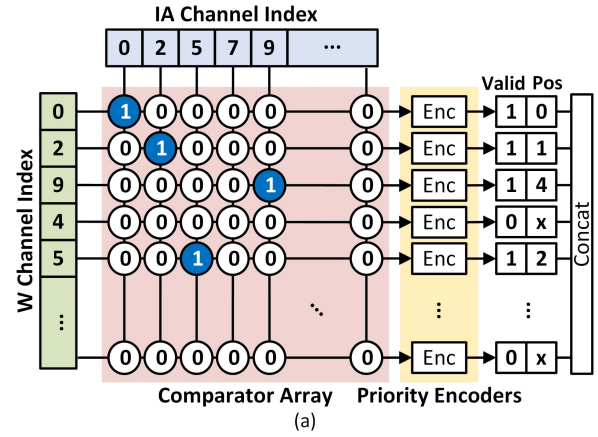 IA Channel Index
0 2 5 7 9 ...
Valid Pos
W Channel Index
0 1 0 0 0 0 0 Enc 1 0
2 0 1 0 0 0 0 Enc 1 1
9 0 0 0 0 1 0 Enc 1 4
4 0 0 0 0 0 0 Enc 0 x
5 0 0 1 0 0 0 Enc 1 2
... ... ... ...
0 0 0 0 0 0 Enc 0 x
Concat
Comparator Array Priority Encoders
(a)